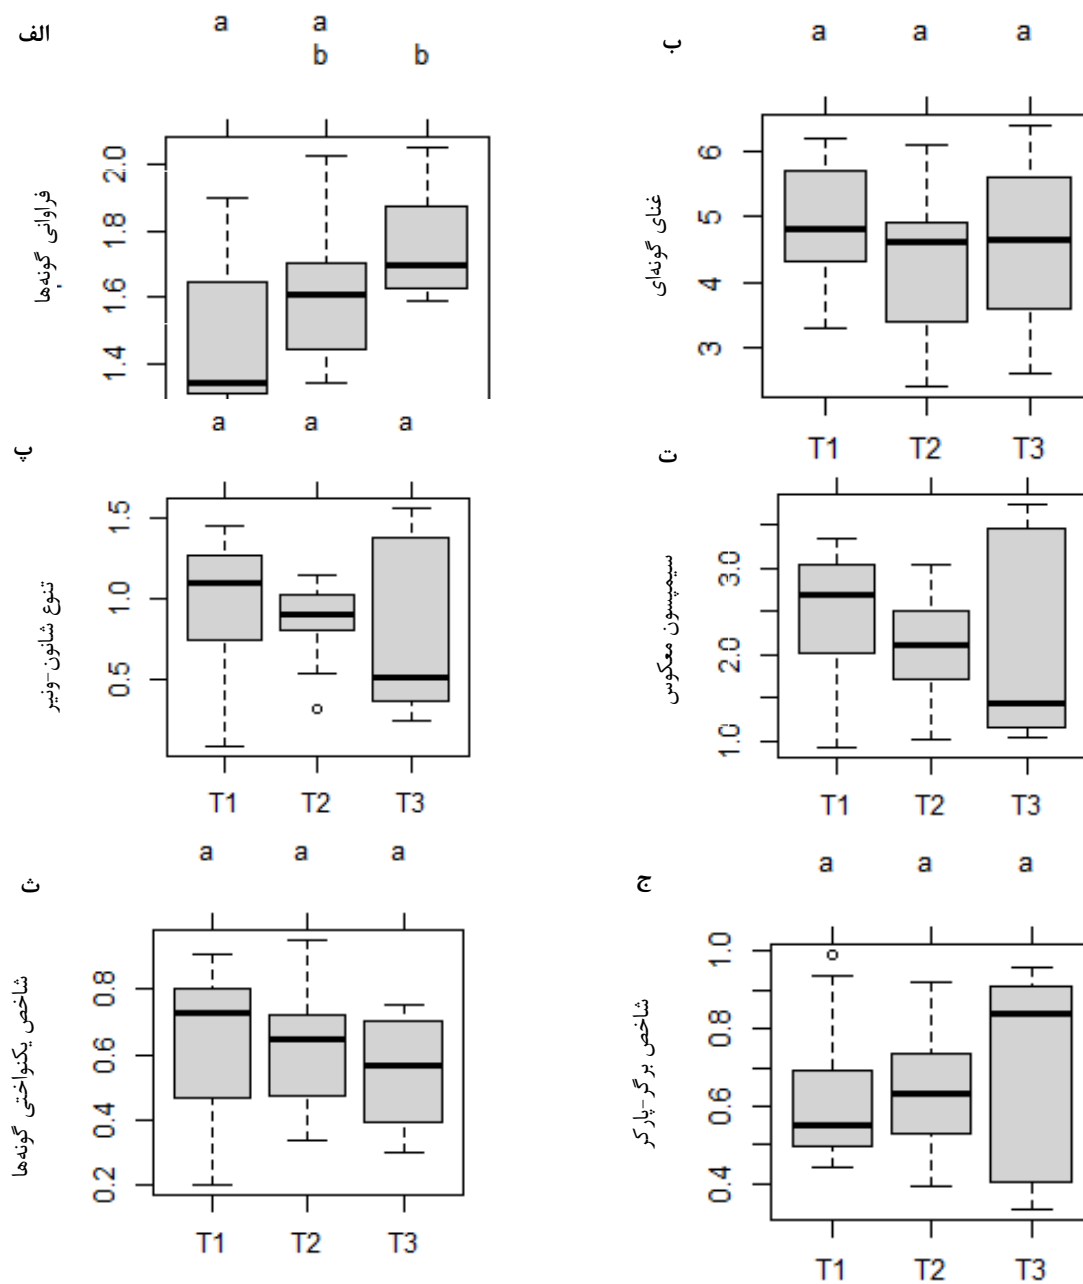 الف
a a
b b
فراوانی گونه‌ها
2.0
1.8
1.6
1.4
ب
a a a
غنای گونه‌ای
6
5
4
3
T1 T2 T3
پ
a a a
تنوع شانون-ونیر
1.5
1.0
0.5
T1 T2 T3
ت
سیمپسون معکوس
3.0
2.0
1.0
T1 T2 T3
ث
a a a
شاخص یکنواختی گونه‌ها
0.8
0.6
0.4
0.2
T1 T2 T3
ج
a a a
شاخص برگر-پارکر
1.0
0.8
0.6
0.4
T1 T2 T3